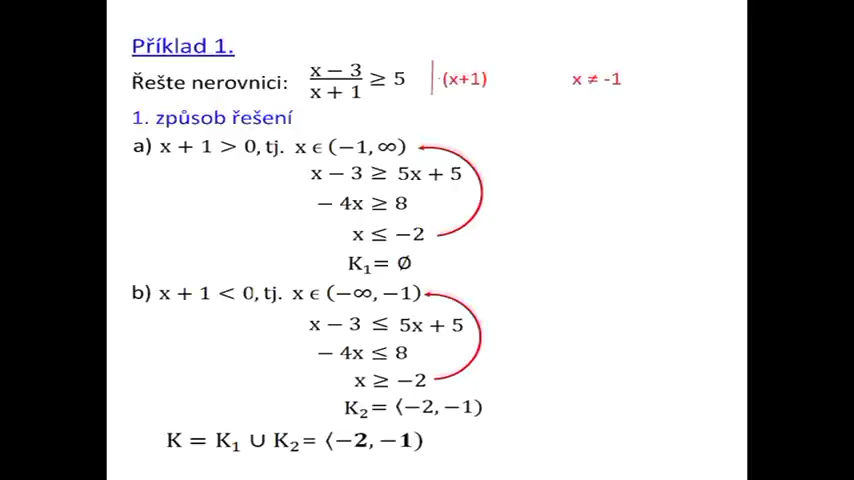 Příklad 1.
Řešte nerovnici: x − 3 / x + 1 ≥ 5 | ·(x+1) x ≠ -1
1. způsob řešení
a) x + 1 > 0, tj. x ϵ (−1, ∞)
x − 3 ≥ 5x + 5
− 4x ≥ 8
x ≤ −2
K₁= ∅
b) x + 1 < 0, tj. x ϵ (−∞, −1)
x − 3 ≤ 5x + 5
− 4x ≤ 8
x ≥ −2
K₂= ⟨−2, −1)
K = K₁ ∪ K₂= ⟨−2, −1)